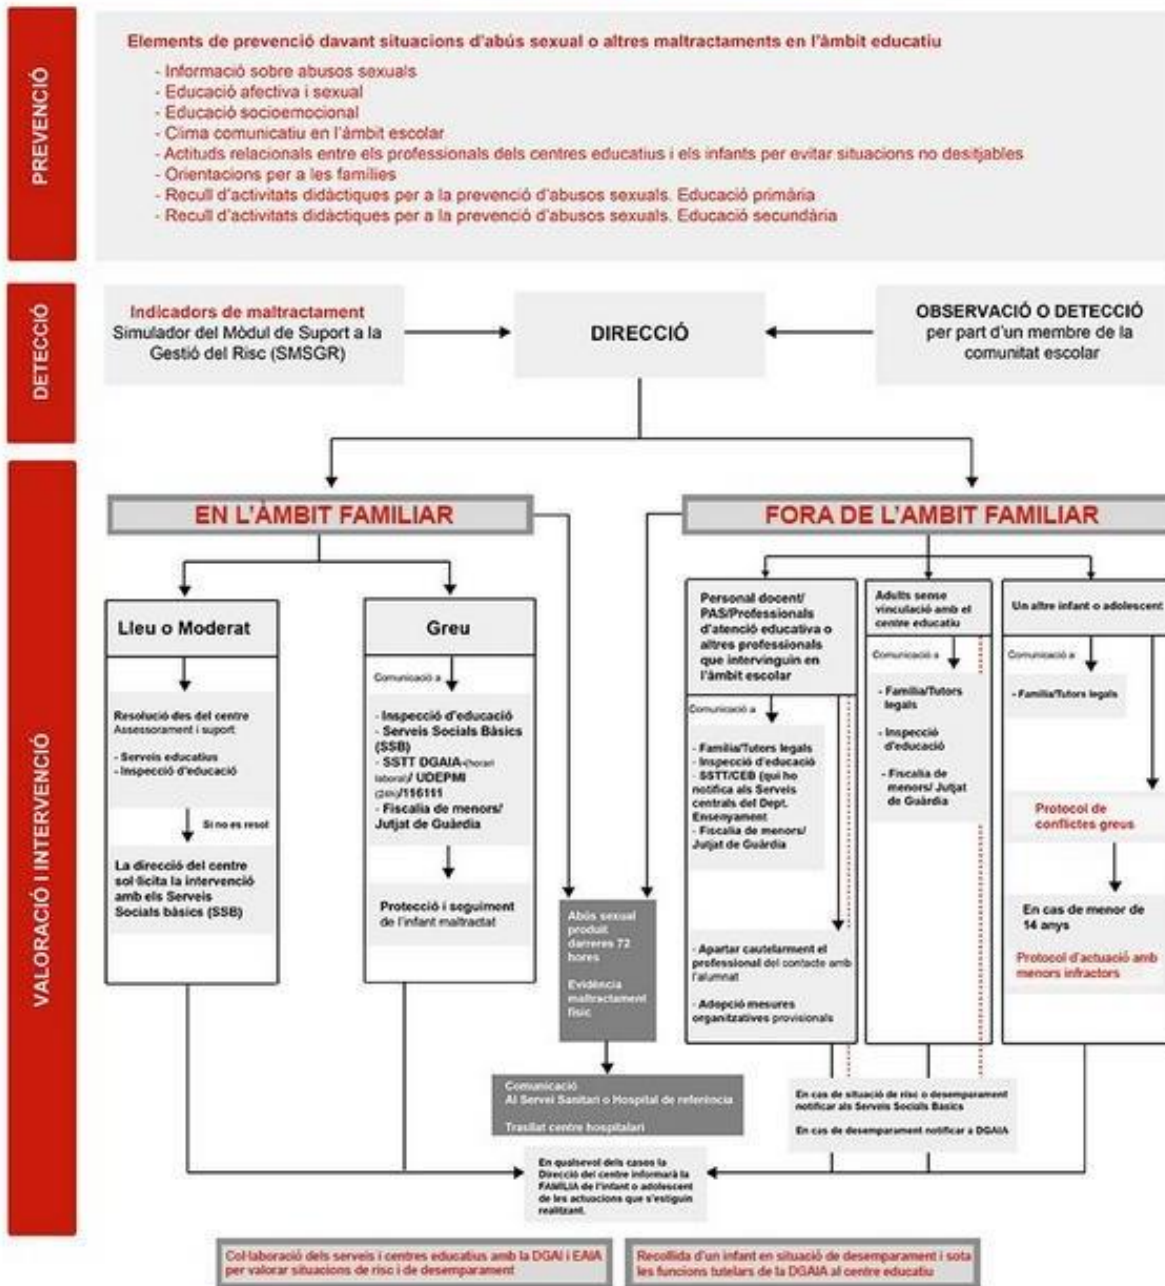 PREVENCIÓ
Elements de prevenció davant situacions d'abús sexual o altres maltractaments en l'àmbit educatiu
- Informació sobre abusos sexuals
- Educació afectiva i sexual
- Educació socioemocional
- Clima comunicatiu en l'àmbit escolar
- Actituds relacionals entre els professionals dels centres educatius i els infants per evitar situacions no desitjables
- Orientacions per a les famílies
- Recull d'activitats didàctiques per a la prevenció d'abusos sexuals. Educació primària
- Recull d'activitats didàctiques per a la prevenció d'abusos sexuals. Educació secundària
DETECCIÓ
Indicadors de maltractament
Simulador del Mòdul de Suport a la
Gestió del Risc (SMSGR)
DIRECCIÓ
OBSERVACIÓ O DETECCIÓ
per part d'un membre de la
comunitat escolar
VALORACIÓ I INTERVENCIÓ
EN L'ÀMBIT FAMILIAR
Lleu o Moderat
Resolució des del centre
Assessorament i suport
- Serveis educatius
- Inspecció d'educació
Si no es resol
La direcció del centre
sol·licita la intervenció
amb els Serveis
Socials bàsics (SSB)
Greu
Comunicació a
- Inspecció d'educació
- Serveis Socials Bàsics
(SSB)
- SSTT DGAIA-(horari
laboral)/ UDEPMI
(24h)/116111
- Fiscalia de menors/
Jutjat de Guàrdia
Protecció i seguiment
de l'infant maltractat
Abús sexual
produit
darreres 72
hores
Evidència
maltractament
físic
Comunicació
Al Servei Sanitari o Hospital de referència
Trasllat centre hospitalari
FORA DE L'AMBIT FAMILIAR
Personal docent/
PAS/Professionals
d'atenció educativa o
altres professionals
que intervinguin en
l'àmbit escolar
Comunicació a
- Família/Tutors legals
- Inspecció d'educació
- SSTT/CEB (qui ho
notifica als Serveis
centrals del Dept.
Ensenyament
- Fiscalia de menors/
Jutjat de Guàrdia
- Apartar cautelarment el
professional del contacte amb
l'alumnat
- Adopció mesures
organitzatives provisionals
Adults sense
vinculació amb el
centre educatiu
Comunicació a
- Família/Tutors
legals
- Inspecció
d'educació
- Fiscalia de
menors/ Jutjat
de Guàrdia
Un altre infant o adolescent
Comunicació a
- Família/Tutors legals
Protocol de
conflictes greus
En cas de menor de
14 anys
Protocol d'actuació amb
menors infractors
En cas de situació de risc o desemparament
notificar als Serveis Socials Basics
En cas de desemparament notificar a DGAIA
En qualsevol dels casos la
Direcció del centre informarà la
FAMÍLIA de l'infant o adolescent
de les actuacions que s'estiguin
realitzant.
Col·laboració dels serveis i centres educatius amb la DGAI i EAIA
per valorar situacions de risc i de desemparament
Recollida d'un infant en situació de desemparament i sota
les funcions tutelars de la DGAIA al centre educatiu